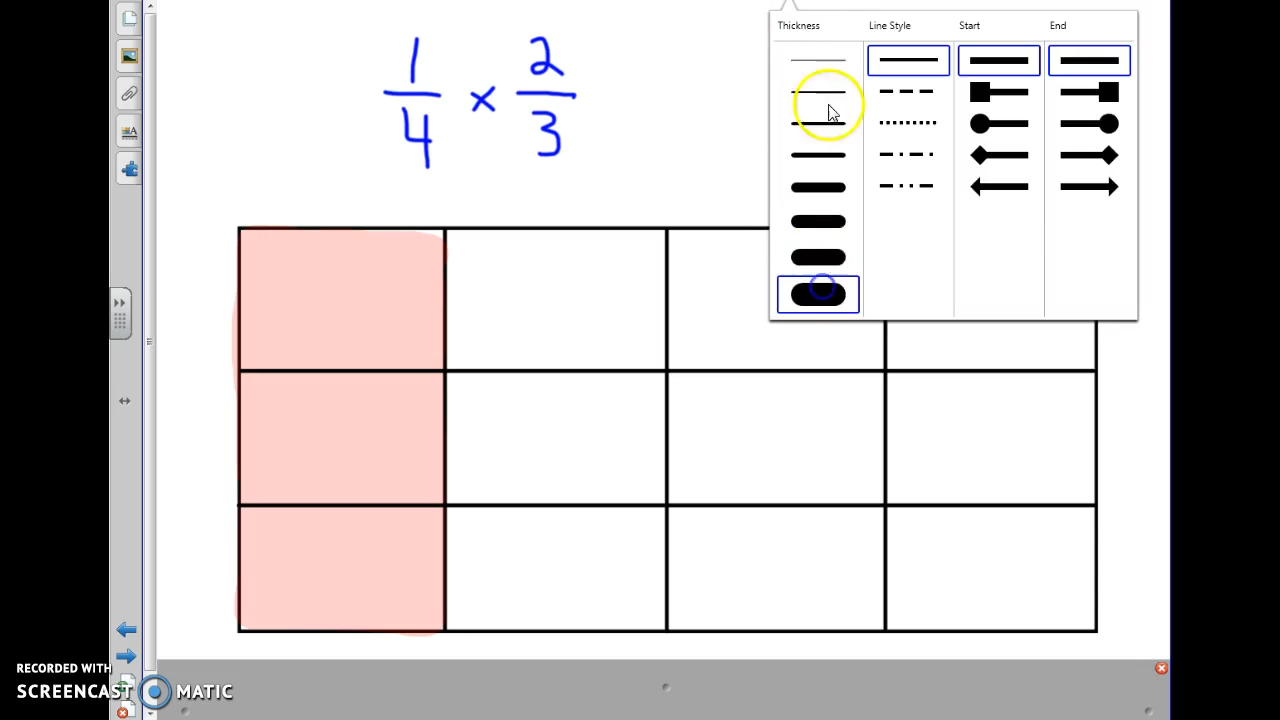 Thickness Line Style Start End
1/4 × 2/3
RECORDED WITH
SCREENCAST MATIC